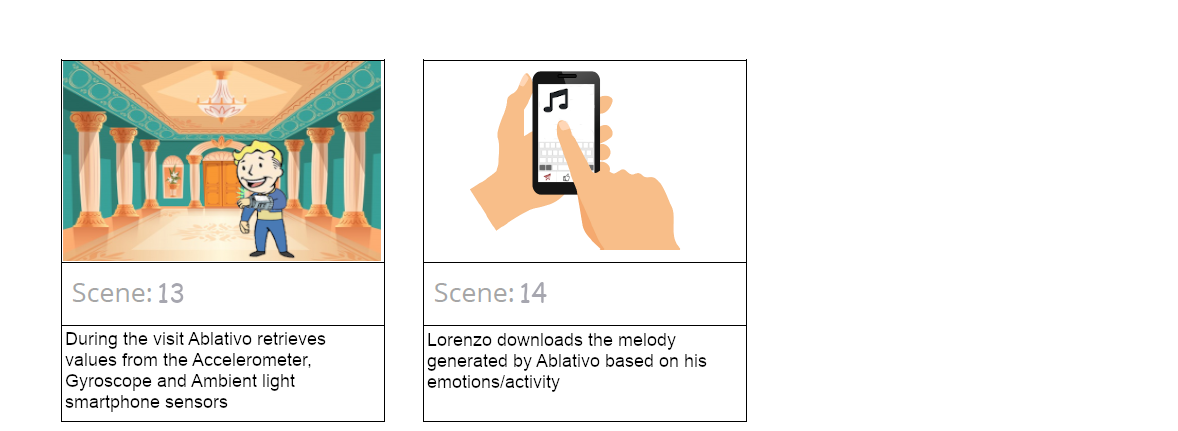 Scene: 13
During the visit Ablativo retrieves
values from the Accelerometer,
Gyroscope and Ambient light
smartphone sensors
Scene: 14
Lorenzo downloads the melody
generated by Ablativo based on his
emotions/activity